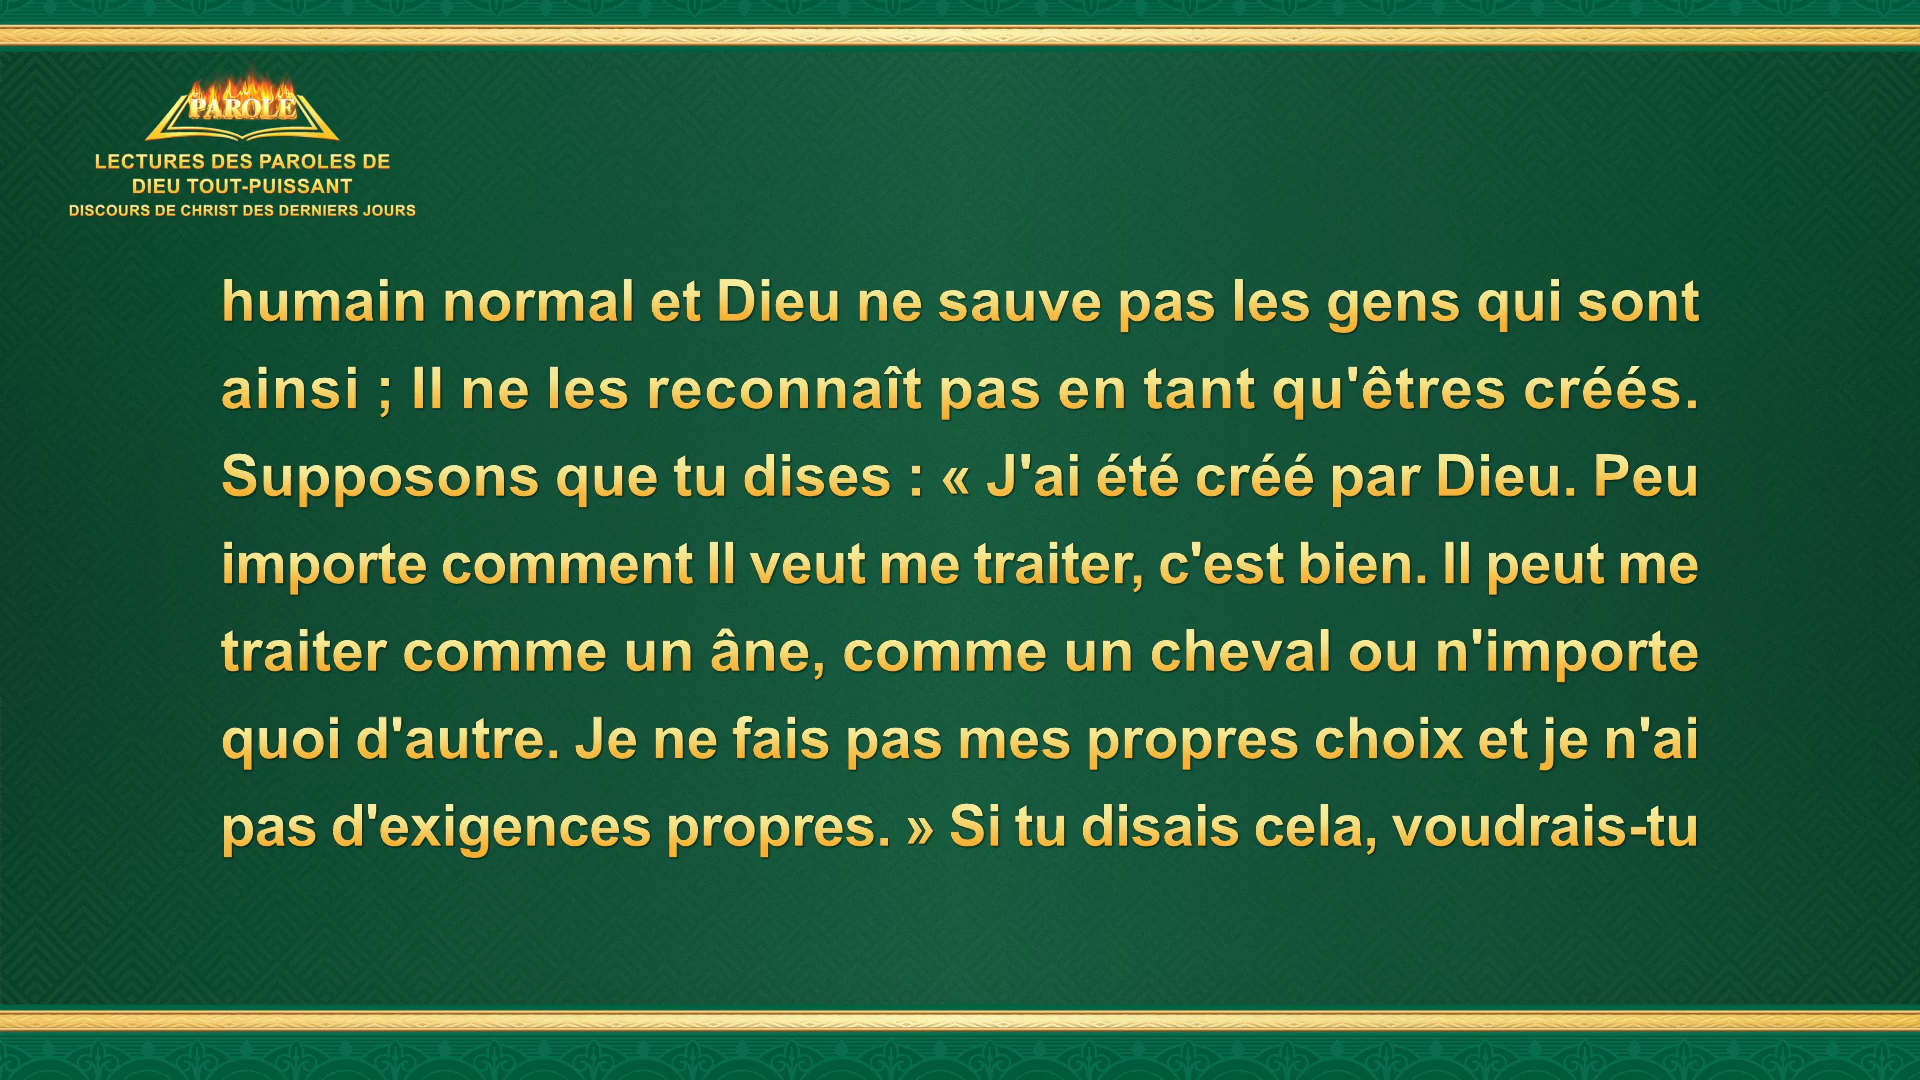 PAROLE
LECTURES DES PAROLES DE
DIEU TOUT-PUISSANT
DISCOURS DE CHRIST DES DERNIERS JOURS
humain normal et Dieu ne sauve pas les gens qui sont
ainsi ; Il ne les reconnaît pas en tant qu'êtres créés.
Supposons que tu dises : « J'ai été créé par Dieu. Peu
importe comment Il veut me traiter, c'est bien. Il peut me
traiter comme un âne, comme un cheval ou n'importe
quoi d'autre. Je ne fais pas mes propres choix et je n'ai
pas d'exigences propres. » Si tu disais cela, voudrais-tu